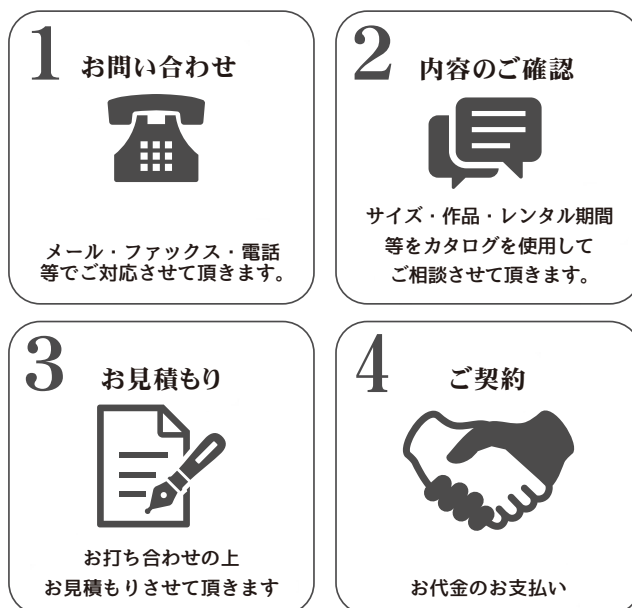 1
お問い合わせ
メール・ファックス・電話
等でご対応させて頂きます。
2
内容のご確認
サイズ・作品・レンタル期間
等をカタログを使用して
ご相談させて頂きます。
3
お見積もり
お打ち合わせの上
お見積もりさせて頂きます
4
ご契約
お代金のお支払い